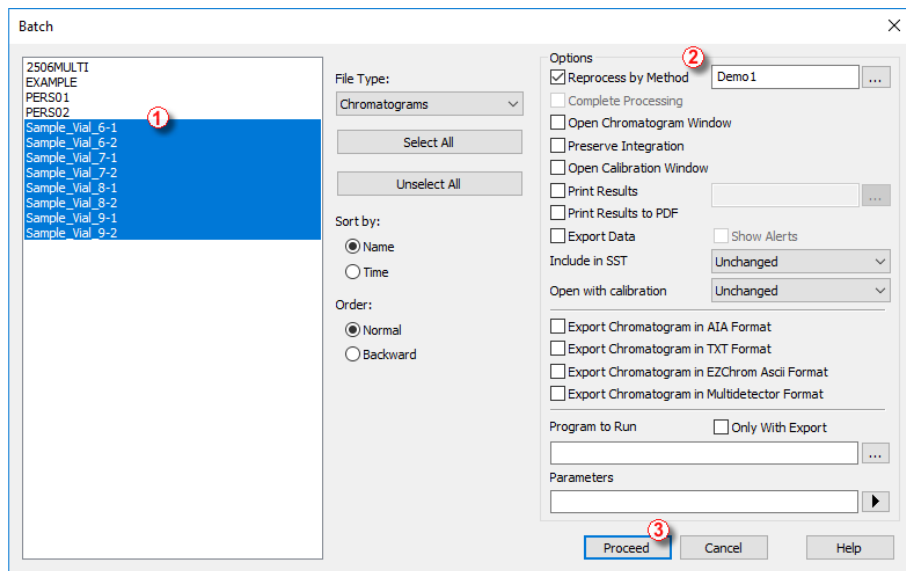 Batch
2506MULTI
EXAMPLE
PERS01
PERS02
Sample_Vial_6-1
Sample_Vial_6-2
Sample_Vial_7-1
Sample_Vial_7-2
Sample_Vial_8-1
Sample_Vial_8-2
Sample_Vial_9-1
Sample_Vial_9-2
1
File Type:
Chromatograms
Select All
Unselect All
Sort by:
Name
Time
Order:
Normal
Backward
Options
2
Reprocess by Method Demo1 ...
Complete Processing
Open Chromatogram Window
Preserve Integration
Open Calibration Window
Print Results ...
Print Results to PDF
Export Data Show Alerts
Include in SST Unchanged
Open with calibration Unchanged
Export Chromatogram in AIA Format
Export Chromatogram in TXT Format
Export Chromatogram in EZChrom Ascii Format
Export Chromatogram in Multidetector Format
Program to Run Only With Export
...
Parameters
3
Proceed Cancel Help